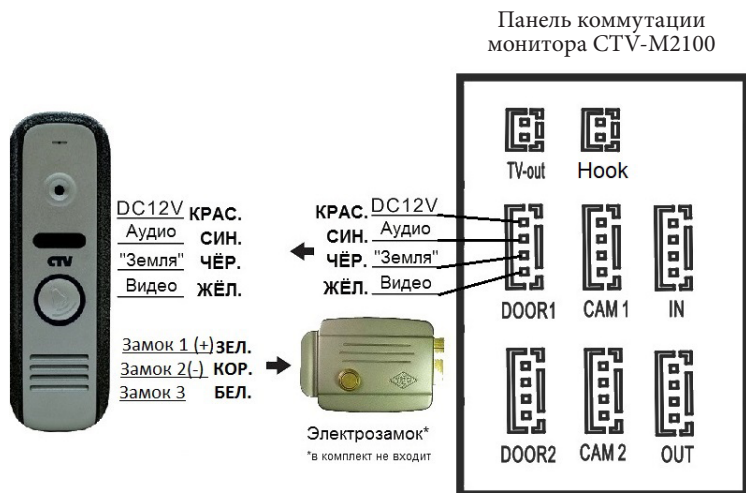 Панель коммутации
монитора CTV-M2100
TV-out
Hook
DC12V КРАС.
Аудио СИН.
"Земля" ЧЁР.
Видео ЖЁЛ.
КРАС. DC12V
СИН. Аудио
ЧЁР. "Земля"
ЖЁЛ. Видео
DOOR1
CAM 1
IN
CTV
Замок 1 (+) ЗЕЛ.
Замок 2(-) КОР.
Замок 3 БЕЛ.
Электрозамок*
*в комплект не входит
DOOR2
CAM 2
OUT